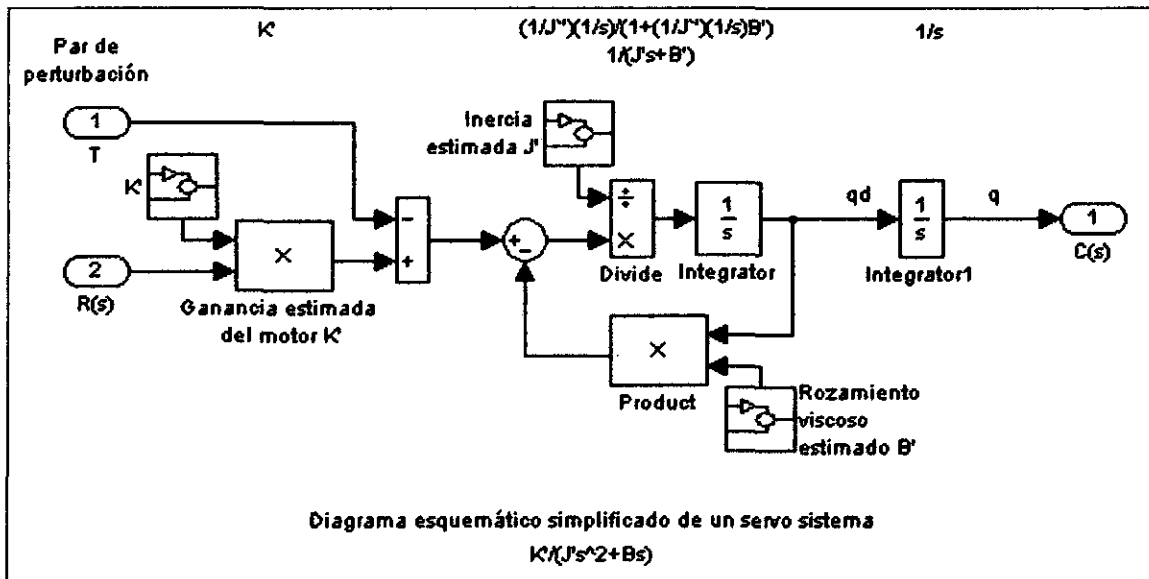 K'
(1/J'')(1/s)/(1+(1/J'')(1/s)B')
1/s
1/(J's+B')
Par de
perturbación
1
T
K'
2
R(s)
×
Ganancia estimada
del motor K'
−
+
Inercia
estimada J'
+
−
÷
×
Divide
1
s
Integrator
qd
1
s
Integrator1
q
1
C(s)
×
Product
Rozamiento
viscoso
estimado B'
Diagrama esquemático simplificado de un servo sistema
K'/(J's^2+Bs)